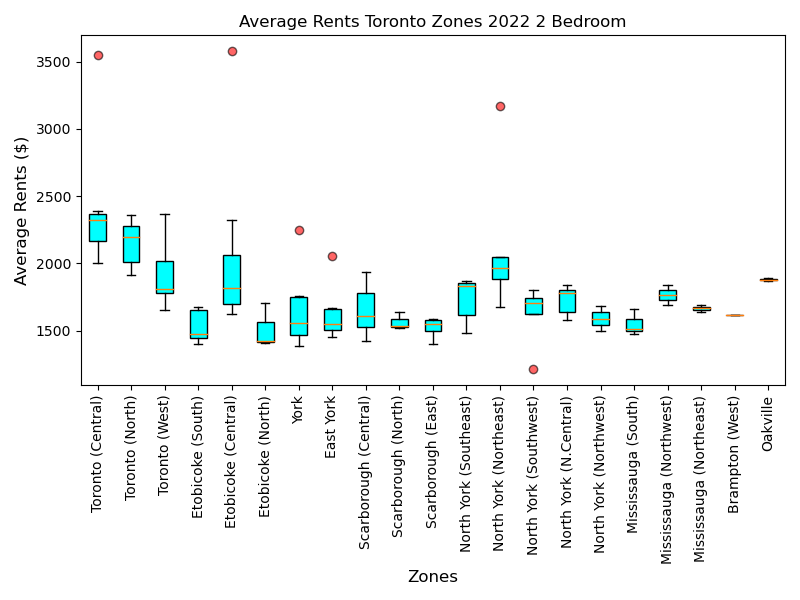 Average Rents Toronto Zones 2022 2 Bedroom
Average Rents ($)
3500
3000
2500
2000
1500
Toronto (Central)
Toronto (North)
Toronto (West)
Etobicoke (South)
Etobicoke (Central)
Etobicoke (North)
York
East York
Scarborough (Central)
Scarborough (North)
Scarborough (East)
North York (Southeast)
North York (Northeast)
North York (Southwest)
North York (N.Central)
North York (Northwest)
Mississauga (South)
Mississauga (Northwest)
Mississauga (Northeast)
Brampton (West)
Oakville
Zones